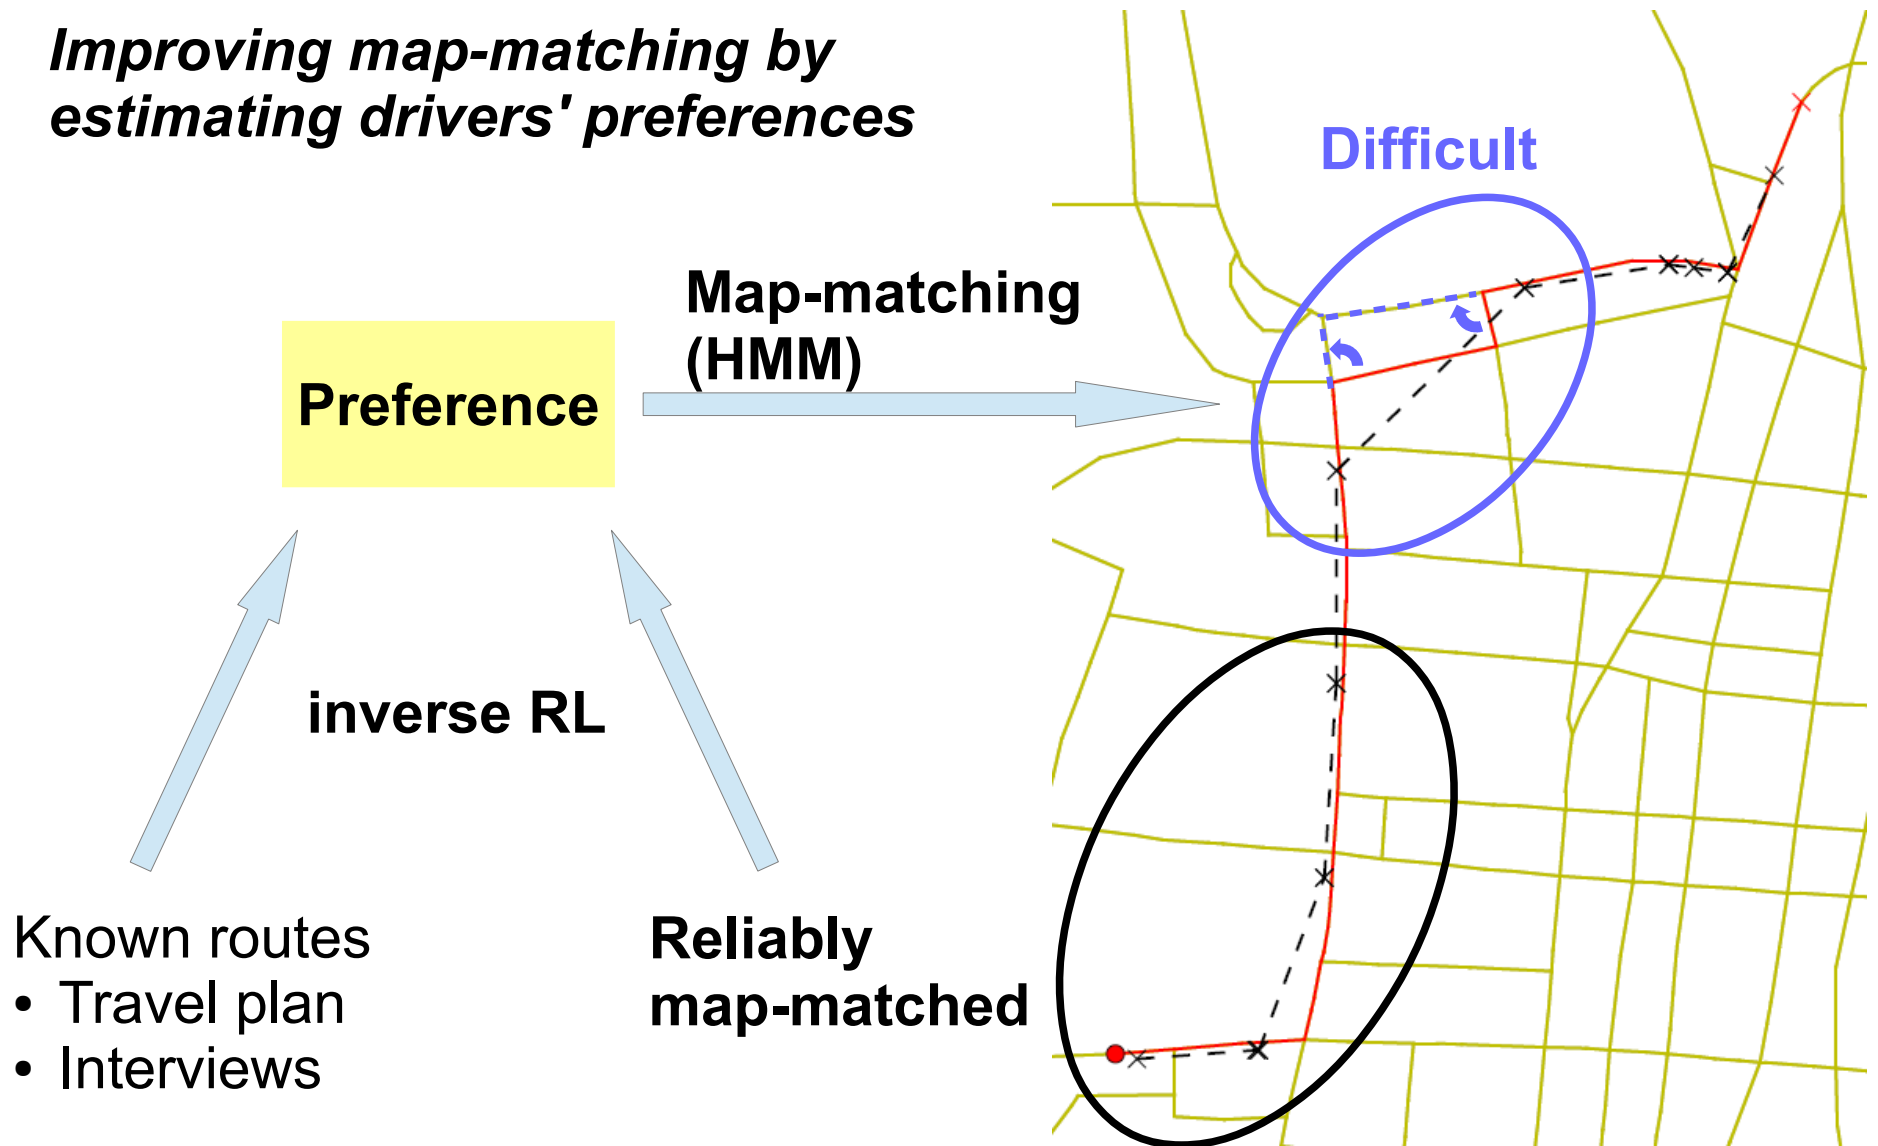 Improving map-matching by
estimating drivers' preferences
Difficult
Map-matching
(HMM)
Preference
inverse RL
Known routes
• Travel plan
• Interviews
Reliably
map-matched